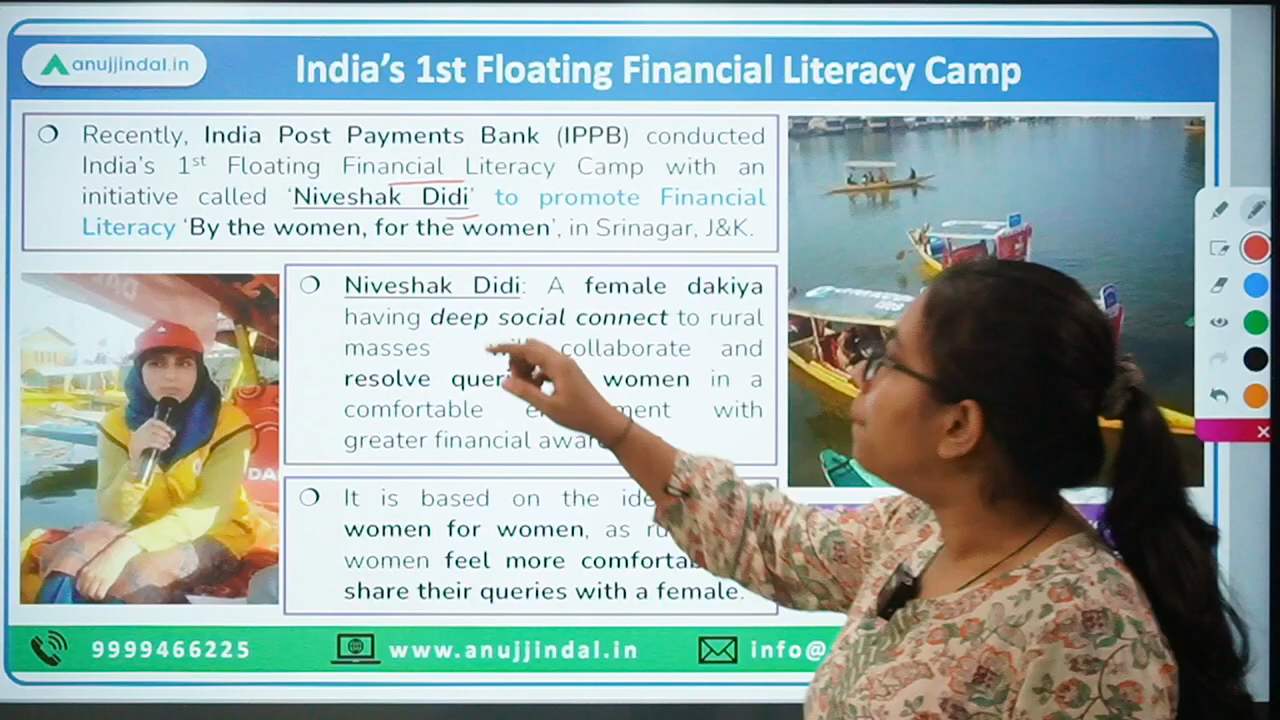 anujjindal.in
India's 1st Floating Financial Literacy Camp
Recently, India Post Payments Bank (IPPB) conducted
India's 1st Floating Financial Literacy Camp with an
initiative called 'Niveshak Didi' to promote Financial
Literacy 'By the women, for the women', in Srinagar, J&K.
Niveshak Didi: A female dakiya
having deep social connect to rural
masses will collaborate and
resolve women in a
comfortable with
greater financial
It is based on the
women for women, as
women feel more
share their queries with a female.
9999466225
www.anujjindal.in
info@